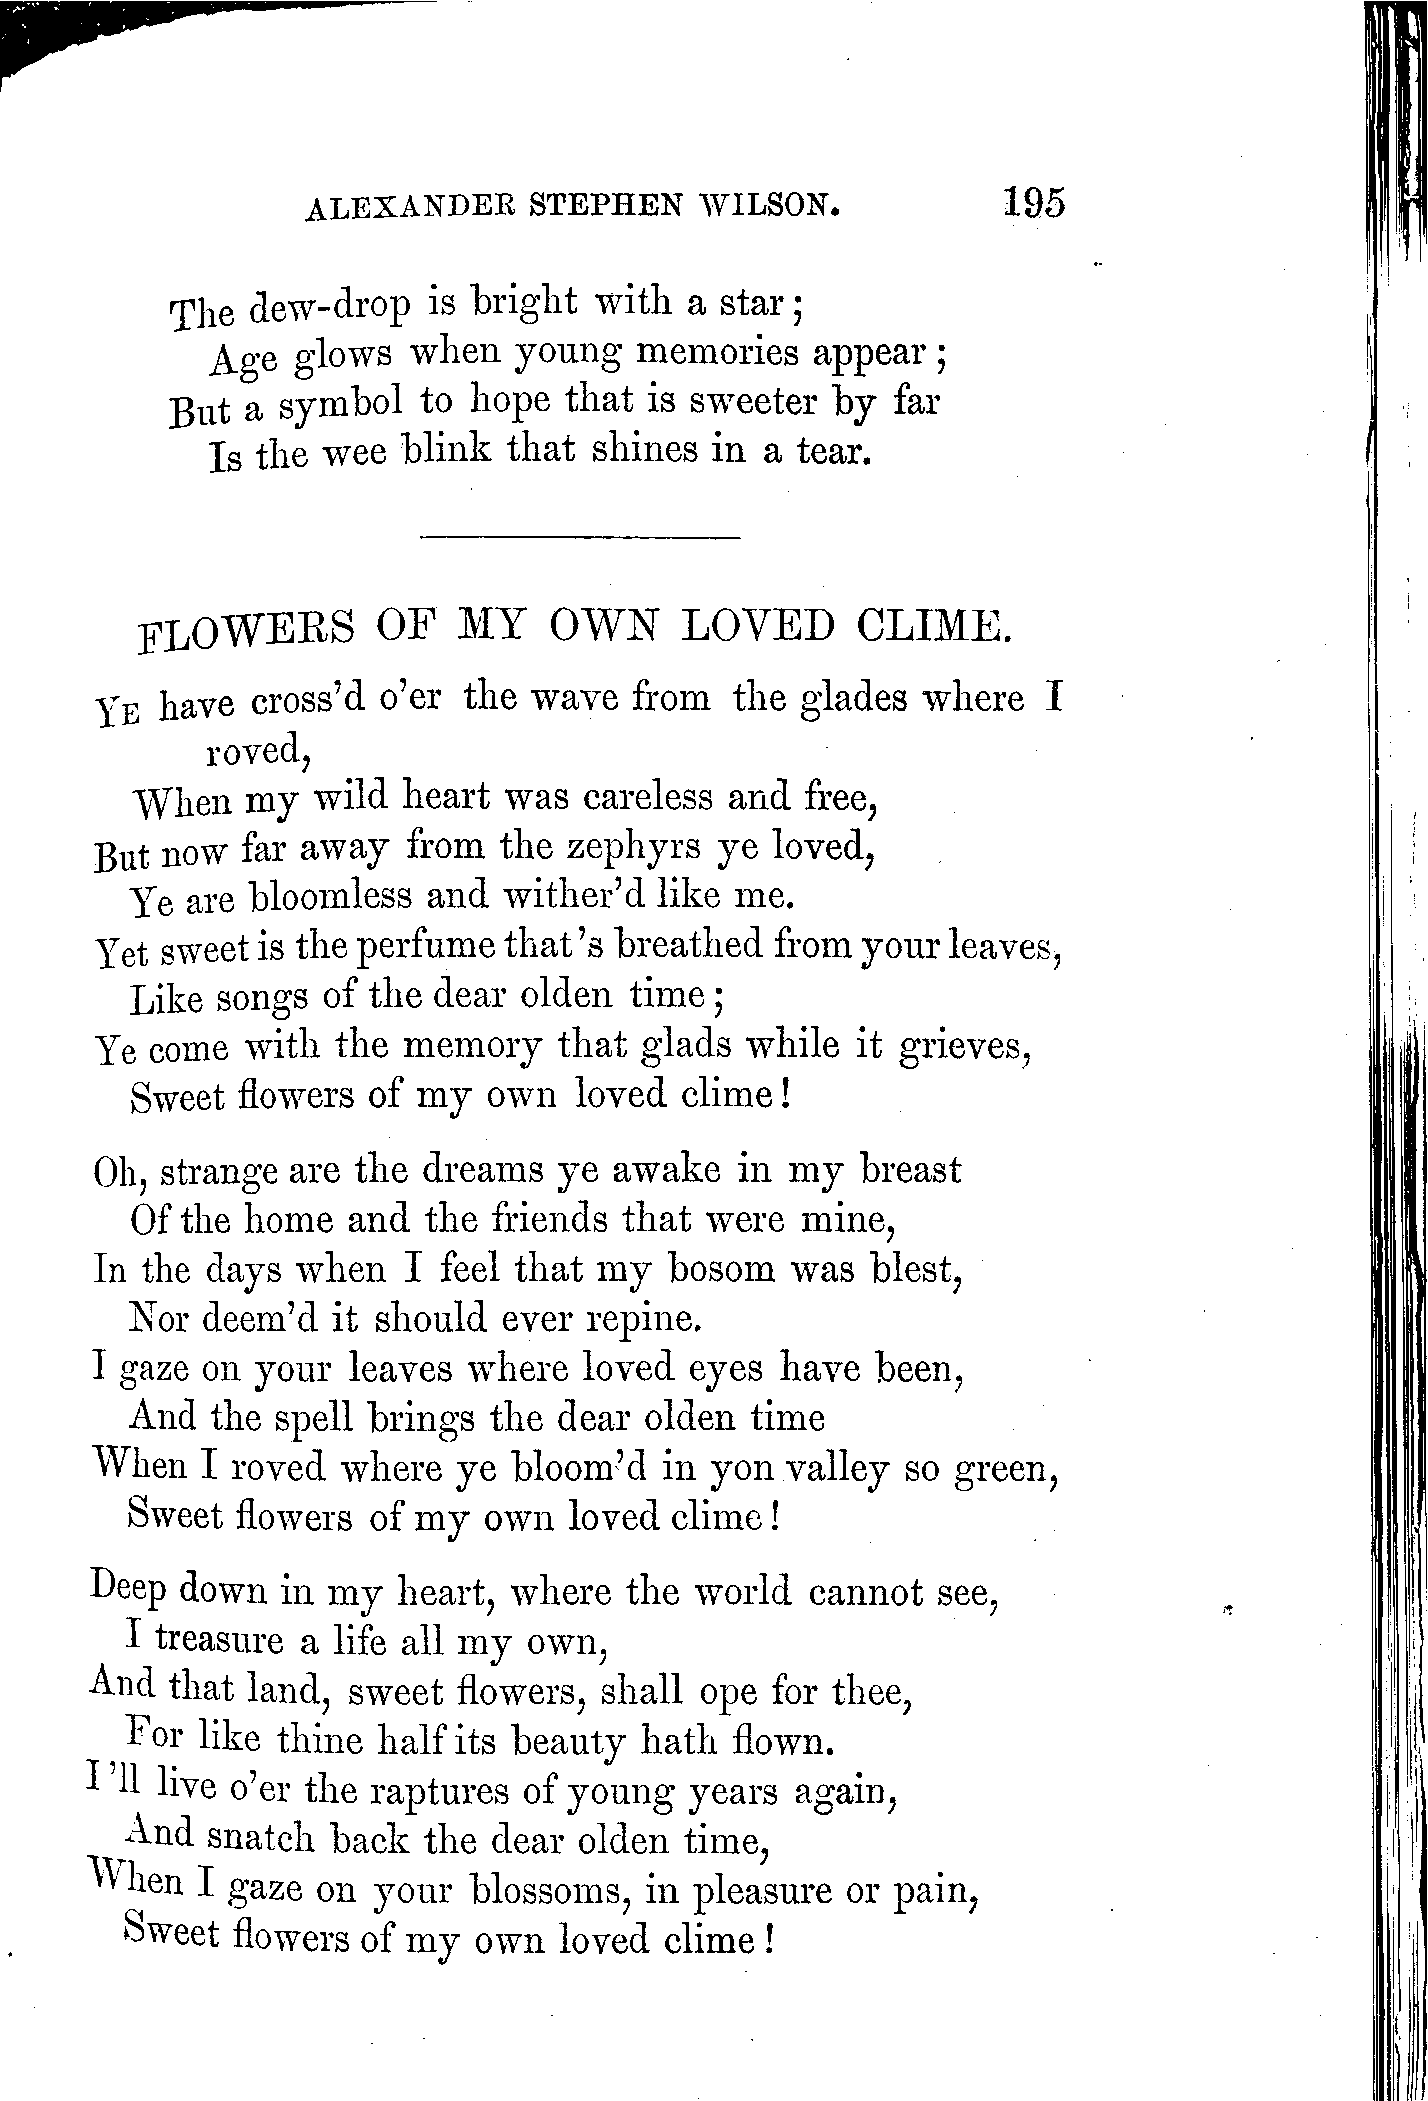 ALEXANDER STEPHEN WILSON. 195
The dew-drop is bright with a star;
Age glows when young memories appear;
But a symbol to hope that is sweeter by far
Is the wee blink that shines in a tear.
FLOWERS OF MY OWN LOVED CLIME.
YE have cross'd o'er the wave from the glades where I
roved,
When my wild heart was careless and free,
But now far away from the zephyrs ye loved,
Ye are bloomless and wither'd like me.
Yet sweet is the perfume that's breathed from your leaves,
Like songs of the dear olden time;
Ye come with the memory that glads while it grieves,
Sweet flowers of my own loved clime!
Oh, strange are the dreams ye awake in my breast
Of the home and the friends that were mine,
In the days when I feel that my bosom was blest,
Nor deem'd it should ever repine.
I gaze on your leaves where loved eyes have been,
And the spell brings the dear olden time
When I roved where ye bloom'd in yon valley so green,
Sweet flowers of my own loved clime!
Deep down in my heart, where the world cannot see,
I treasure a life all my own,
And that land, sweet flowers, shall ope for thee,
For like thine half its beauty hath flown.
I'll live o'er the raptures of young years again,
And snatch back the dear olden time,
When I gaze on your blossoms, in pleasure or pain,
Sweet flowers of my own loved clime!